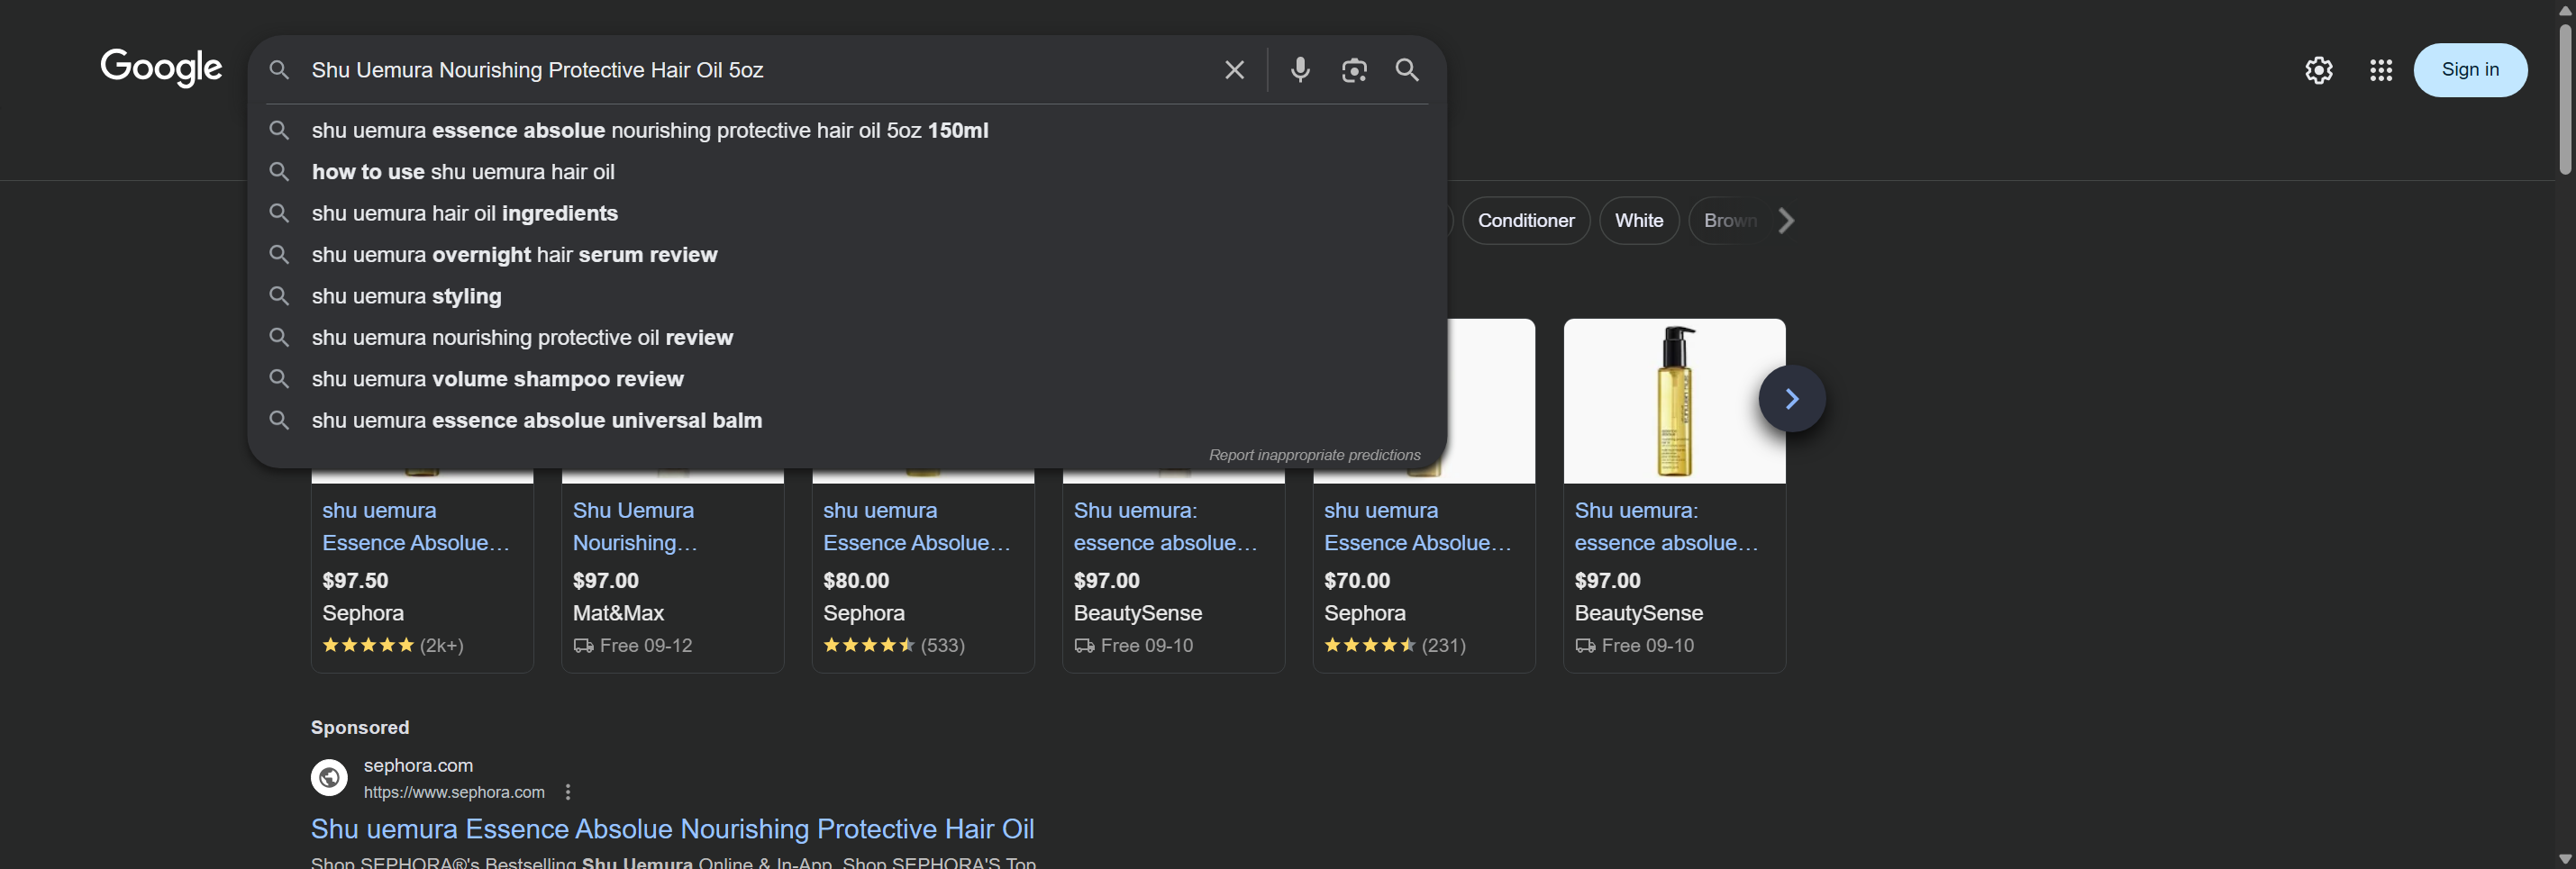 Google
Shu Uemura Nourishing Protective Hair Oil 5oz
Sign in
shu uemura essence absolue nourishing protective hair oil 5oz 150ml
how to use shu uemura hair oil
shu uemura hair oil ingredients
shu uemura overnight hair serum review
shu uemura styling
shu uemura nourishing protective oil review
shu uemura volume shampoo review
shu uemura essence absolue universal balm
Report inappropriate predictions
Conditioner
White
Brown
shu uemura
Essence Absolue…
$97.50
Sephora
(2k+)
Shu Uemura
Nourishing…
$97.00
Mat&Max
Free 09-12
shu uemura
Essence Absolue…
$80.00
Sephora
(533)
Shu uemura:
essence absolue…
$97.00
BeautySense
Free 09-10
shu uemura
Essence Absolue…
$70.00
Sephora
(231)
Shu uemura:
essence absolue…
$97.00
BeautySense
Free 09-10
Sponsored
sephora.com
https://www.sephora.com
Shu uemura Essence Absolue Nourishing Protective Hair Oil
Shop SEPHORA®'s Bestselling Shu Uemura Online & In-App. Shop SEPHORA'S Top